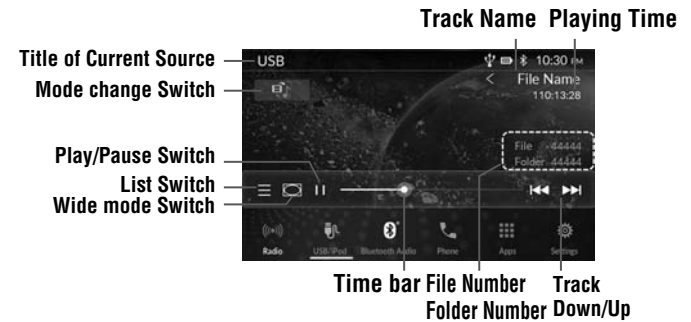 Track Name Playing Time
Title of Current Source
USB
10:30 PM
Mode change Switch
File Name
110:13:28
Play/Pause Switch
File 44444
Folder 44444
List Switch
Wide mode Switch
Radio USB/iPod Bluetooth Audio Phone Apps Settings
Time bar File Number Track
Folder Number Down/Up